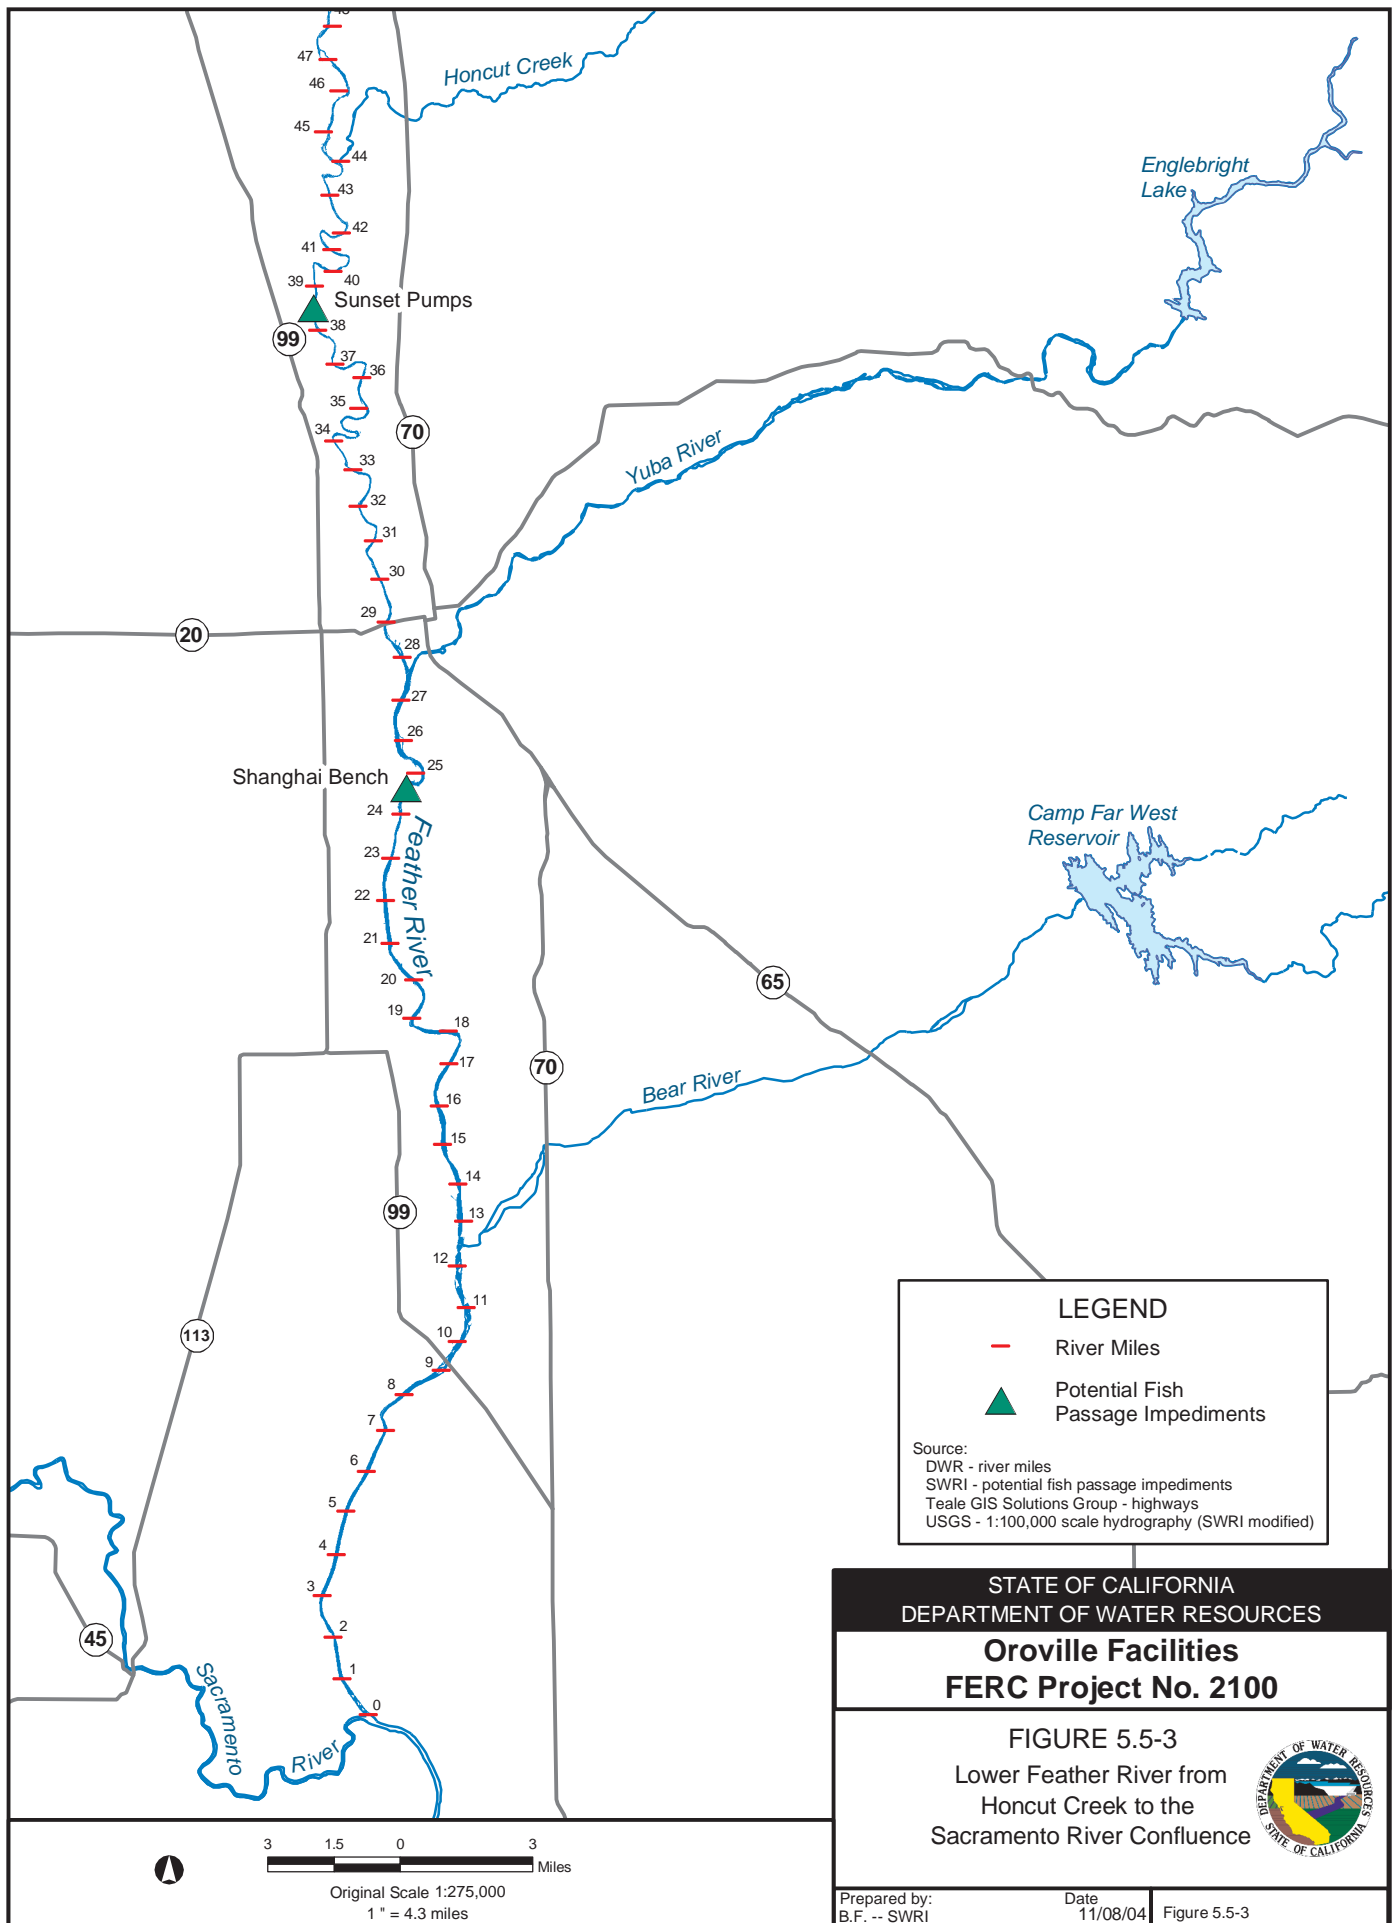 48
47
46
45
44
43
42
41
40
39
38
37
36
35
34
33
32
31
30
29
28
27
26
25
24
23
22
21
20
19
18
17
16
15
14
13
12
11
10
9
8
7
6
5
4
3
2
1
0
Honcut Creek
Englebright
Lake
Sunset Pumps
99
70
Yuba River
20
Shanghai Bench
Feather River
Camp Far West
Reservoir
65
70
Bear River
99
113
45
Sacramento
River
LEGEND
River Miles
Potential Fish
Passage Impediments
Source:
DWR - river miles
SWRI - potential fish passage impediments
Teale GIS Solutions Group - highways
USGS - 1:100,000 scale hydrography (SWRI modified)
STATE OF CALIFORNIA
DEPARTMENT OF WATER RESOURCES
Oroville Facilities
FERC Project No. 2100
FIGURE 5.5-3
Lower Feather River from
Honcut Creek to the
Sacramento River Confluence
DEPARTMENT OF WATER RESOURCES
STATE OF CALIFORNIA
3 1.5 0 3
Miles
Original Scale 1:275,000
1 " = 4.3 miles
Prepared by:
B.F. -- SWRI
Date
11/08/04
Figure 5.5-3